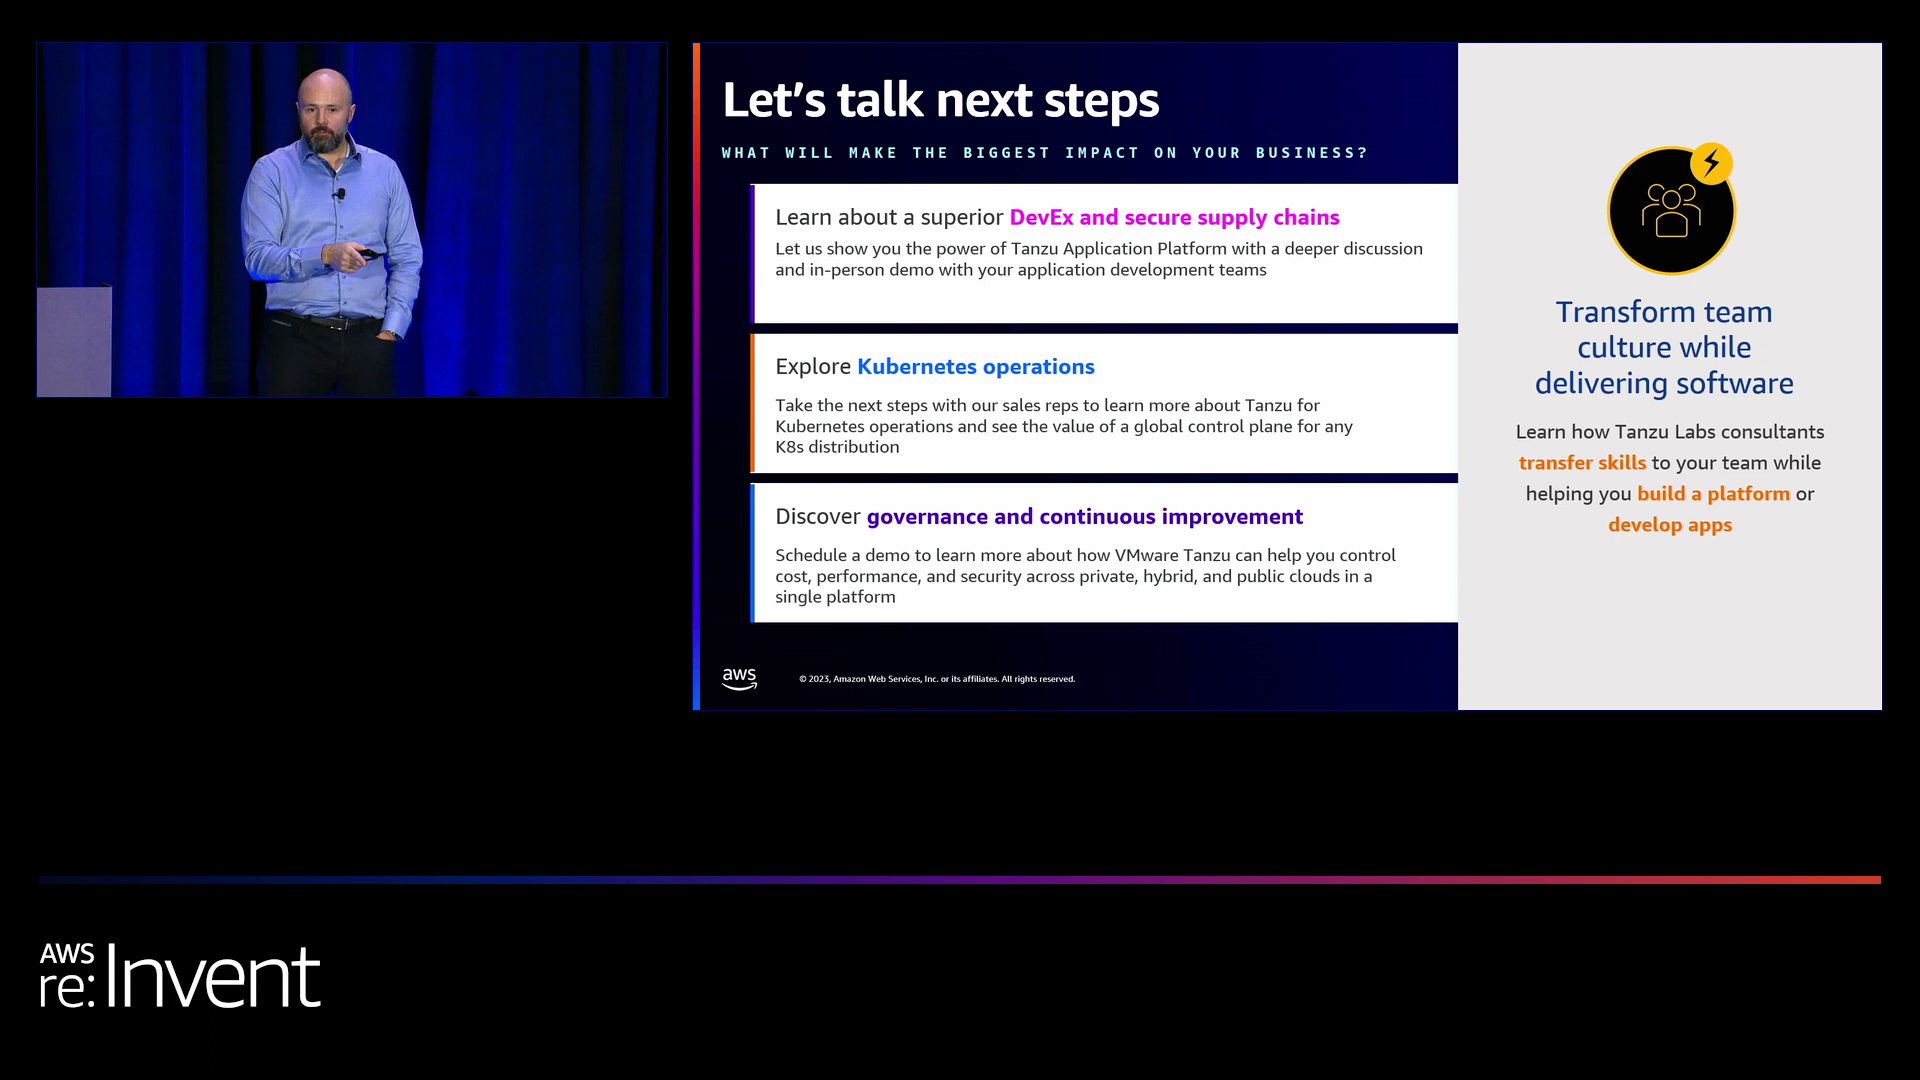 Let's talk next steps
WHAT WILL MAKE THE BIGGEST IMPACT ON YOUR BUSINESS?
Learn about a superior DevEx and secure supply chains
Let us show you the power of Tanzu Application Platform with a deeper discussion
and in-person demo with your application development teams
Explore Kubernetes operations
Take the next steps with our sales reps to learn more about Tanzu for
Kubernetes operations and see the value of a global control plane for any
K8s distribution
Discover governance and continuous improvement
Schedule a demo to learn more about how VMware Tanzu can help you control
cost, performance, and security across private, hybrid, and public clouds in a
single platform
aws
© 2023, Amazon Web Services, Inc. or its affiliates. All rights reserved.
Transform team
culture while
delivering software
Learn how Tanzu Labs consultants
transfer skills to your team while
helping you build a platform or
develop apps
AWS
re:Invent